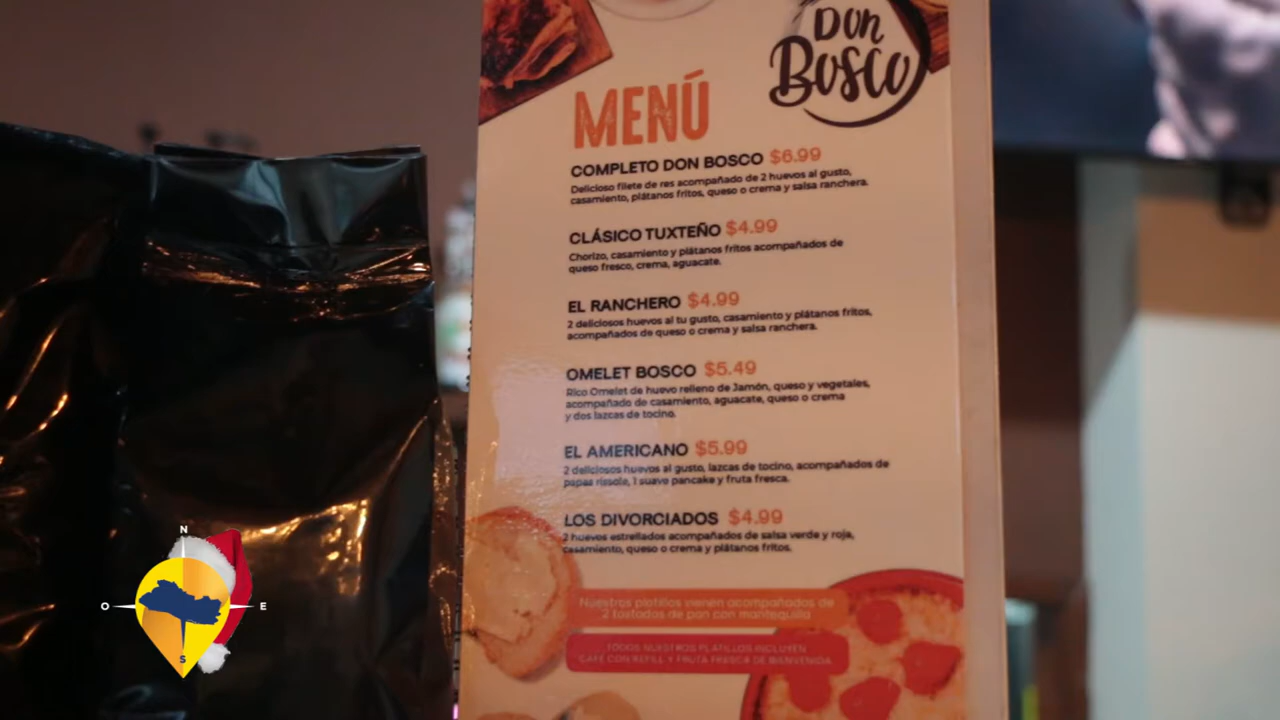 Don
Bosco
MENÚ
COMPLETO DON BOSCO $6.99
Delicioso filete de res acompañado de 2 huevos al gusto,
casamiento, plátanos fritos, queso o crema y salsa ranchera.
CLÁSICO TUXTEÑO $4.99
Chorizo, casamiento y plátanos fritos acompañados de
queso fresco, crema, aguacate.
EL RANCHERO $4.99
2 deliciosos huevos al tu gusto, casamiento y plátanos fritos,
acompañados de queso o crema y salsa ranchera.
OMELET BOSCO $5.49
Rico Omelet de huevo relleno de Jamón, queso y vegetales,
acompañado de casamiento, aguacate, queso o crema
y dos lazcas de tocino.
EL AMERICANO $5.99
2 deliciosos huevos al gusto, lazcas de tocino, acompañados de
papas rissole, 1 suave pancake y fruta fresca.
LOS DIVORCIADOS $4.99
2 huevos estrellados acompañados de salsa verde y roja,
casamiento, queso o crema y plátanos fritos.
Nuestros platillos vienen acompañados de
2 tostadas de pan con mantequilla
TODOS NUESTROS PLATILLOS INCLUYEN
CAFÉ CON REFILL Y FRUTA FRESCA DE BIENVENIDA
N
O E
S